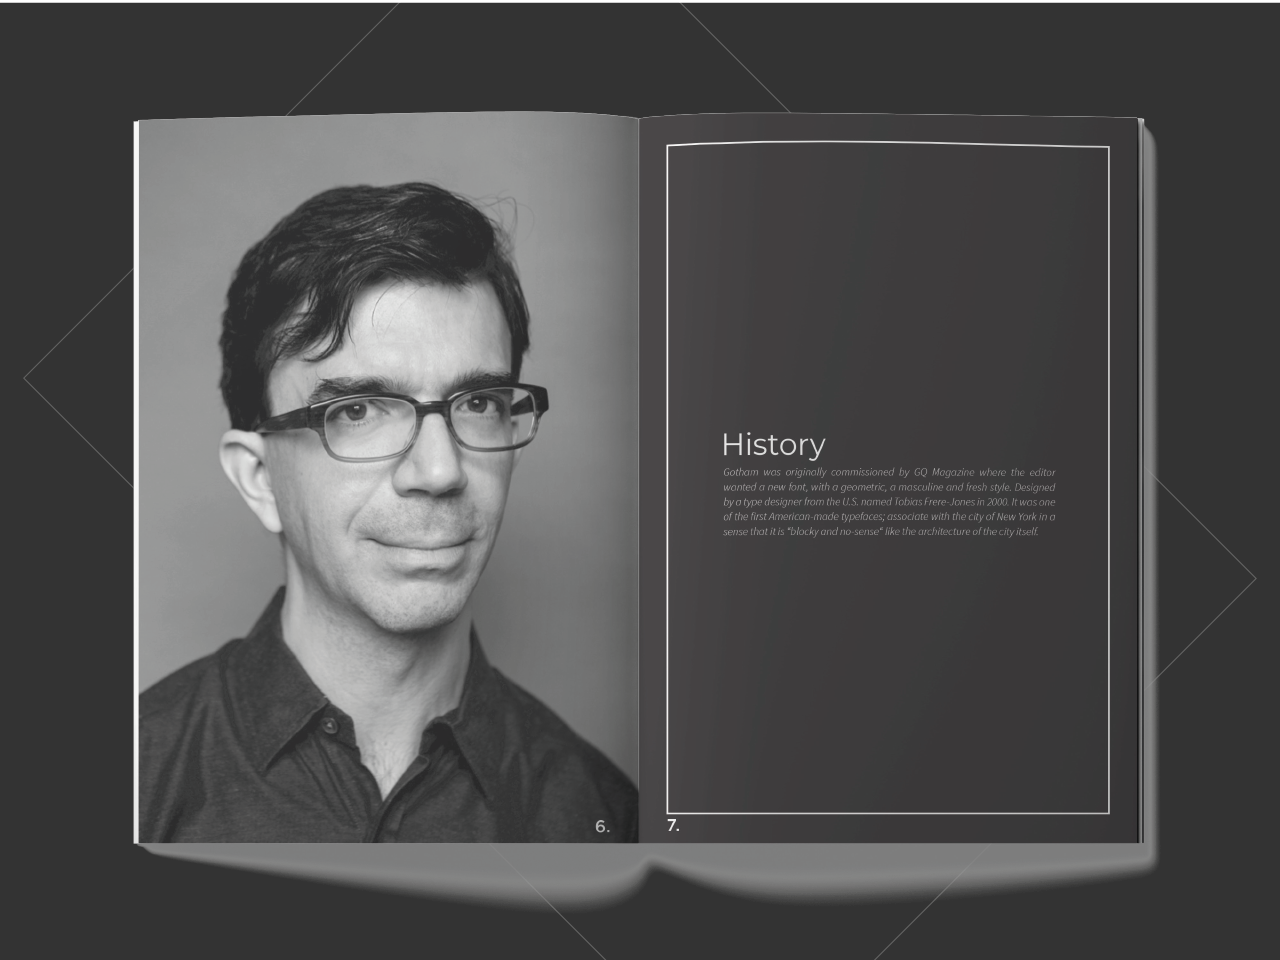 History
Gotham was originally commissioned by GQ Magazine where the editor
wanted a new font, with a geometric, a masculine and fresh style. Designed
by a type designer from the U.S. named Tobias Frere-Jones in 2000. It was one
of the first American-made typefaces; associate with the city of New York in a
sense that it is "blocky and no-sense" like the architecture of the city itself.
6.
7.